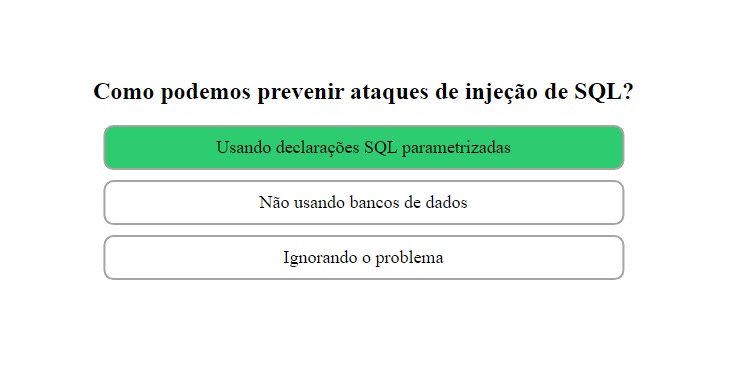 Como podemos prevenir ataques de injeção de SQL?
Usando declarações SQL parametrizadas
Não usando bancos de dados
Ignorando o problema